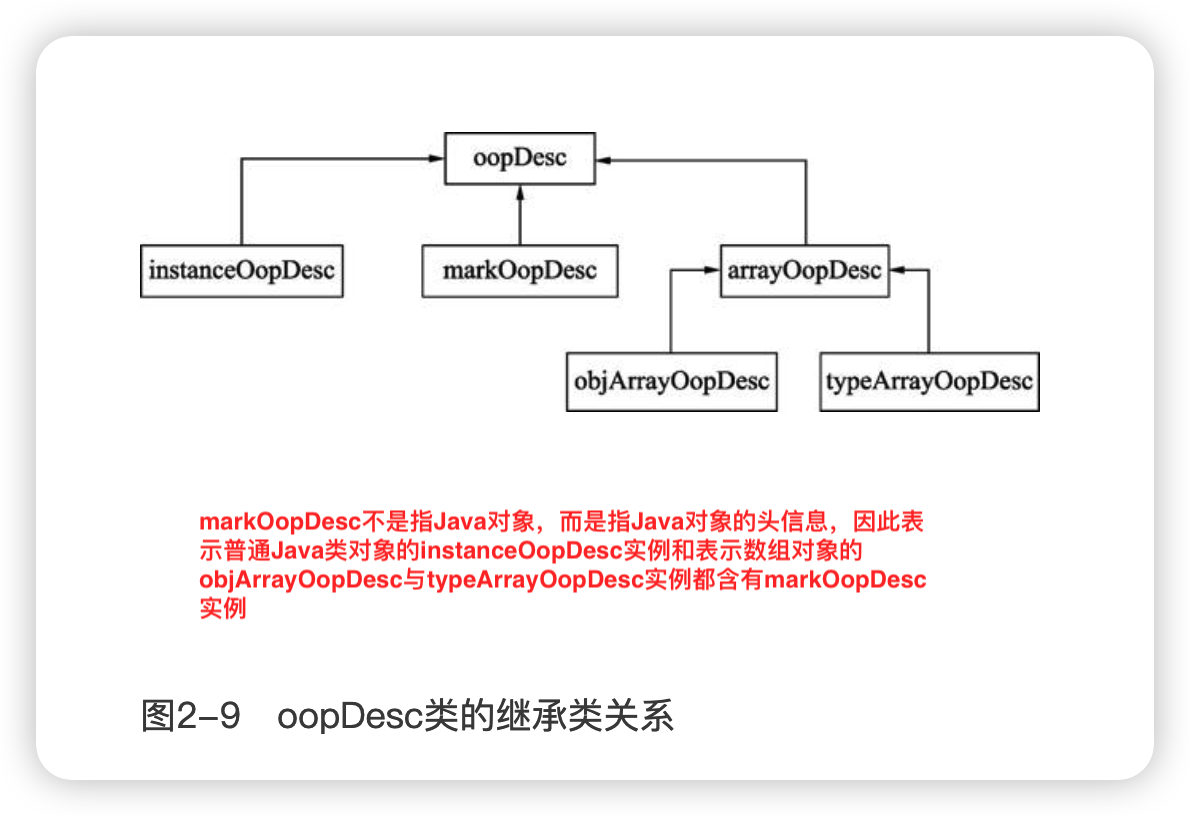 oopDesc
instanceOopDesc
markOopDesc
arrayOopDesc
objArrayOopDesc
typeArrayOopDesc
markOopDesc不是指Java对象，而是指Java对象的头信息，因此表
示普通Java类对象的instanceOopDesc实例和表示数组对象的
objArrayOopDesc与typeArrayOopDesc实例都含有markOopDesc
实例
图2-9　oopDesc类的继承类关系